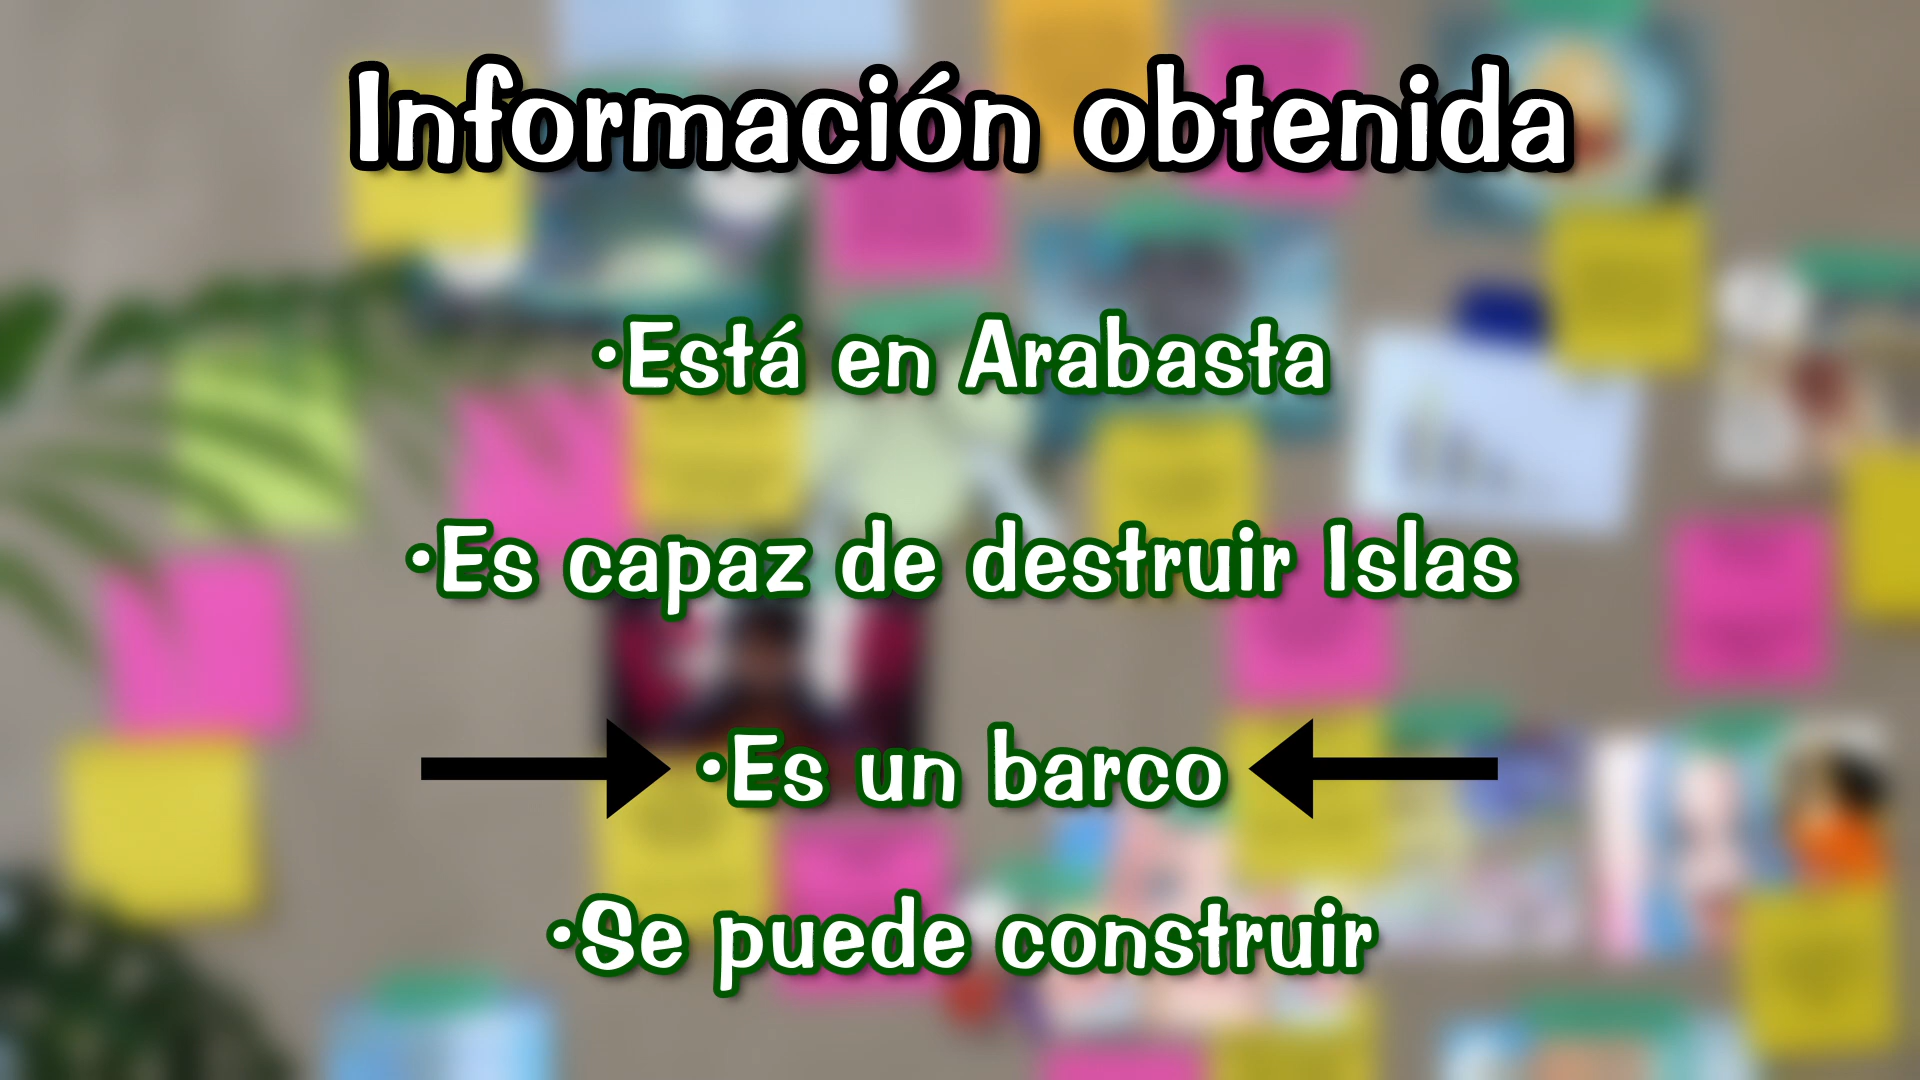 Información obtenida
•Está en Arabasta
•Es capaz de destruir Islas
•Es un barco
•Se puede construir